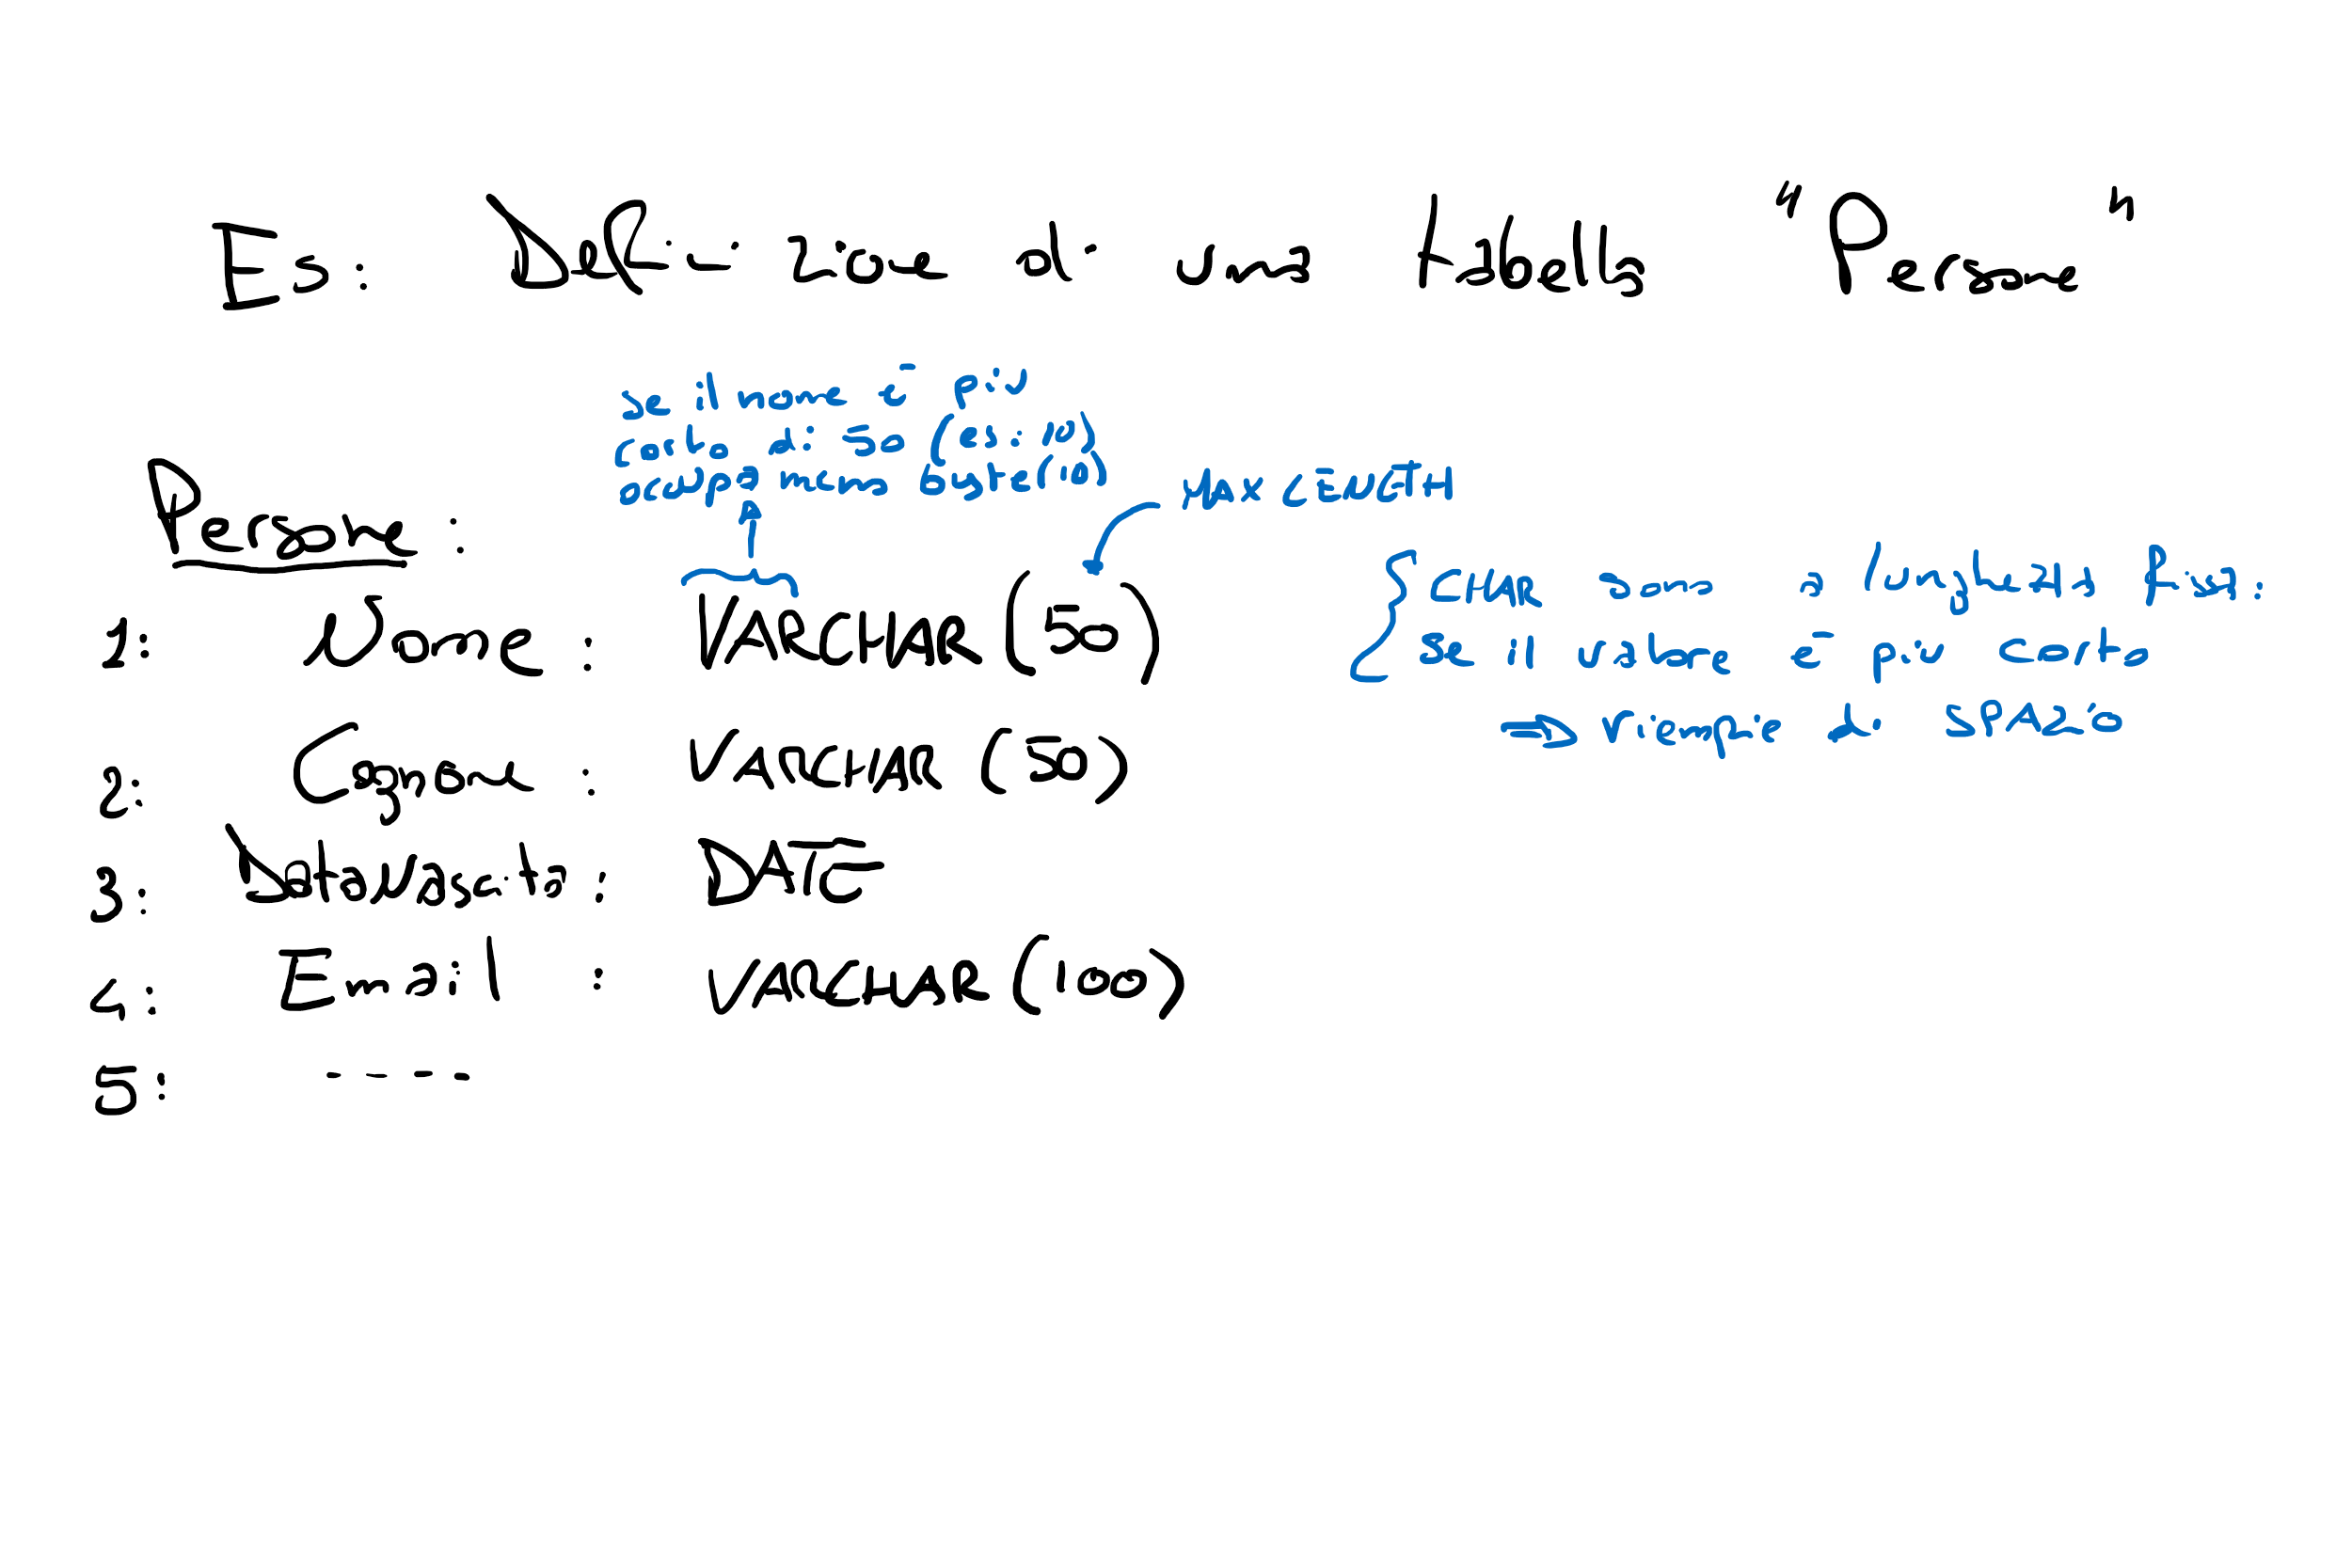 Es: Definizione di una tabella "Persone"
se il nome è più
corto di 50 (es: 10)
occupa meno byte (10)
MAX LENGTH
Persone:
1: Nome: VARCHAR (50)
{ CHAR sono a lunghezza fissa:
se il valore è più corto
⇒ riempie di SPAZIO
2: Cognome: VARCHAR (50)
3: DataNascita: DATE
4: Email: VARCHAR (100)
5: ----